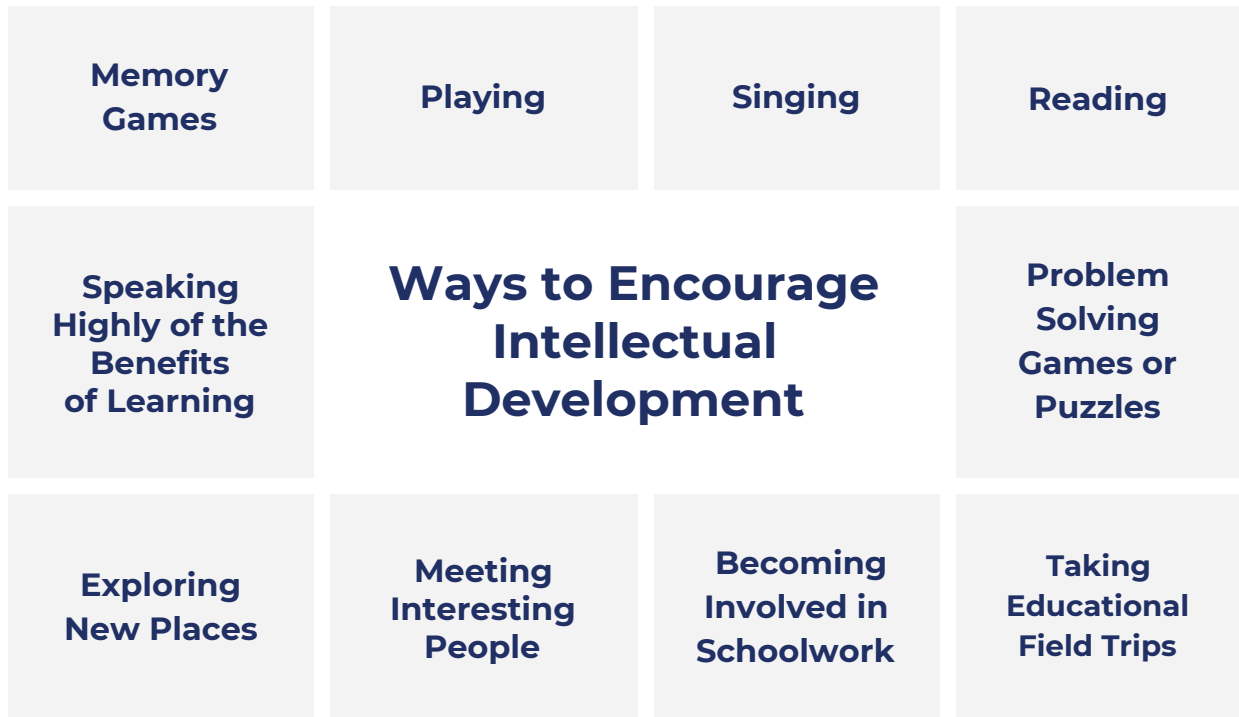 Memory
Games
Playing
Singing
Reading
Speaking
Highly of the
Benefits
of Learning
Ways to Encourage
Intellectual
Development
Problem
Solving
Games or
Puzzles
Exploring
New Places
Meeting
Interesting
People
Becoming
Involved in
Schoolwork
Taking
Educational
Field Trips